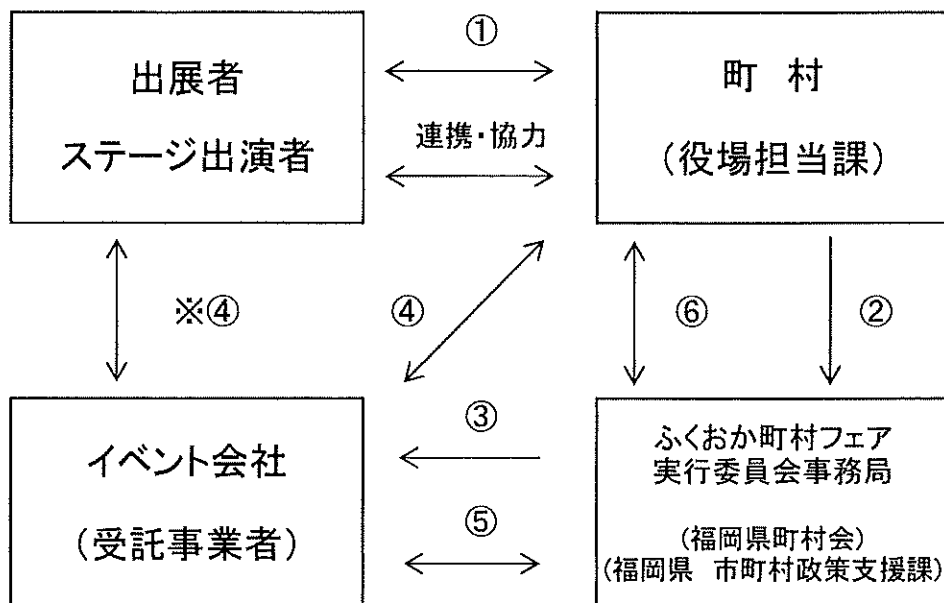 ①
出展者
ステージ出演者
連携・協力
町 村
(役場担当課)
※④
④
⑥
②
イベント会社
(受託事業者)
③
⑤
ふくおか町村フェア
実行委員会事務局
(福岡県町村会)
(福岡県 市町村政策支援課)